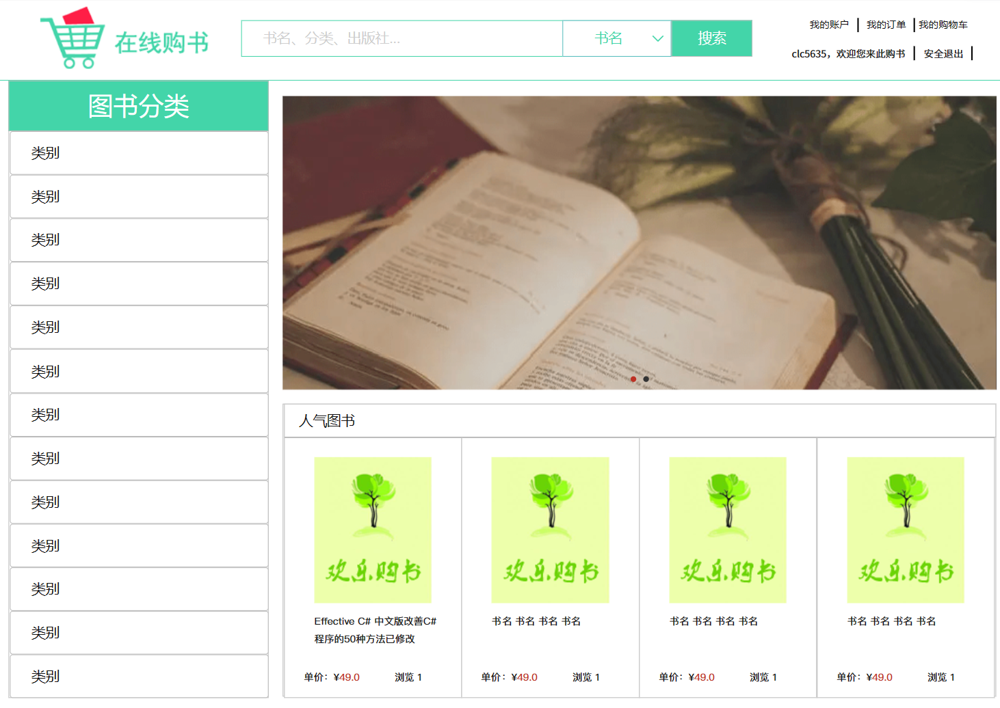 在线购书
书名、分类、出版社...
书名
搜索
我的账户
我的订单
我的购物车
clc5635，欢迎您来此购书
安全退出
图书分类
类别
类别
类别
类别
类别
类别
类别
类别
类别
类别
类别
类别
类别
人气图书
欢乐购书
Effective C# 中文版改善C#
程序的50种方法已修改
单价：¥49.0
浏览 1
欢乐购书
书名 书名 书名 书名
单价：¥49.0
浏览 1
欢乐购书
书名 书名 书名 书名
单价：¥49.0
浏览 1
欢乐购书
书名 书名 书名 书名
单价：¥49.0
浏览 1